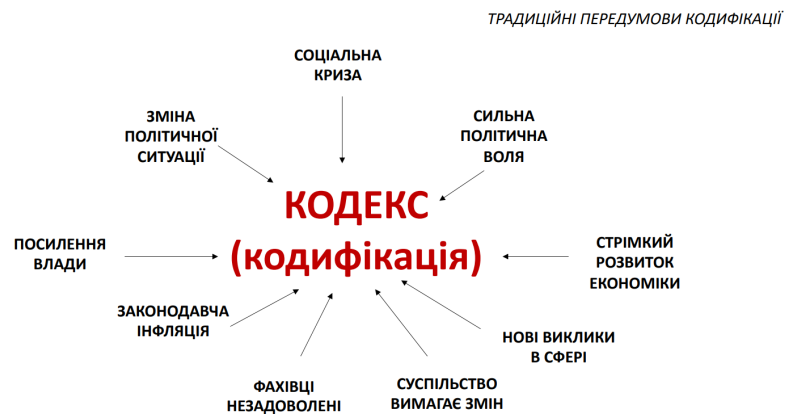 ТРАДИЦІЙНІ ПЕРЕДУМОВИ КОДИФІКАЦІЇ
СОЦІАЛЬНА
КРИЗА
ЗМІНА
ПОЛІТИЧНОЇ
СИТУАЦІЇ
СИЛЬНА
ПОЛІТИЧНА
ВОЛЯ
КОДЕКС
(кодифікація)
ПОСИЛЕННЯ
ВЛАДИ
СТРІМКИЙ
РОЗВИТОК
ЕКОНОМІКИ
ЗАКОНОДАВЧА
ІНФЛЯЦІЯ
НОВІ ВИКЛИКИ
В СФЕРІ
ФАХІВЦІ
НЕЗАДОВОЛЕНІ
СУСПІЛЬСТВО
ВИМАГАЄ ЗМІН